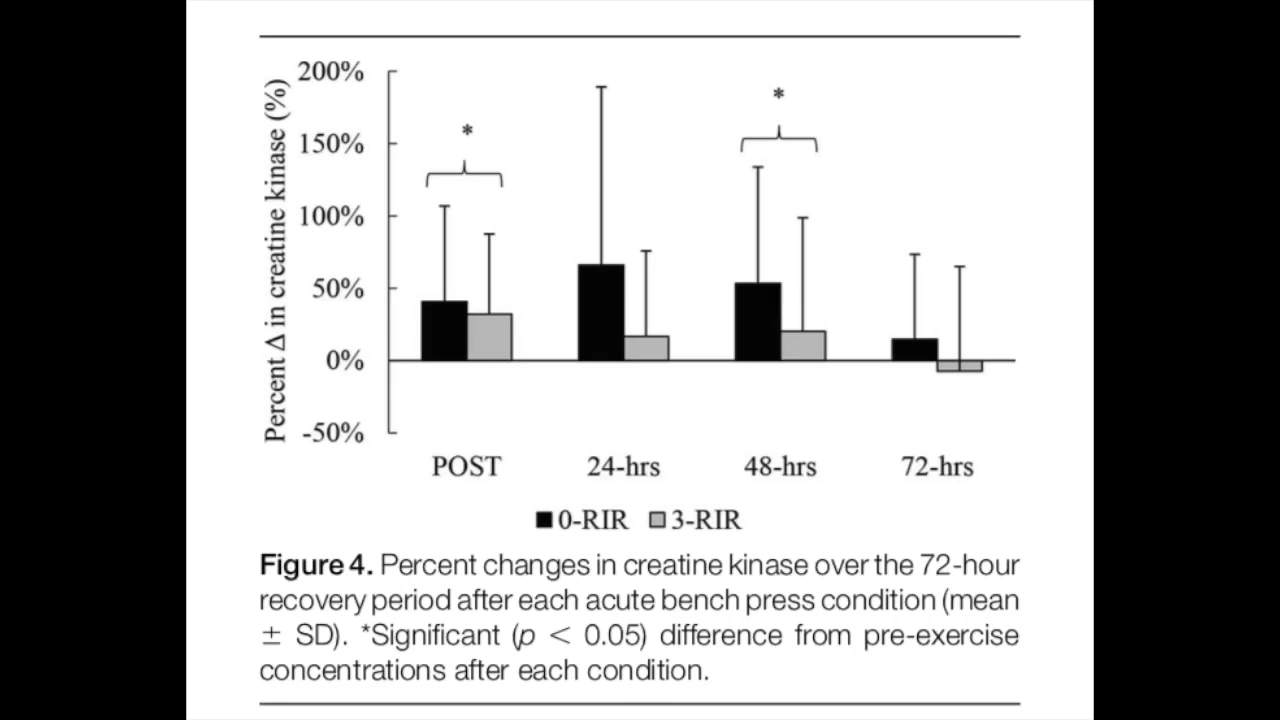 Percent Δ in creatine kinase (%)
200%
150%
100%
50%
0%
-50%
*
*
POST 24-hrs 48-hrs 72-hrs
0-RIR 3-RIR
Figure 4. Percent changes in creatine kinase over the 72-hour
recovery period after each acute bench press condition (mean
± SD). *Significant (p < 0.05) difference from pre-exercise
concentrations after each condition.